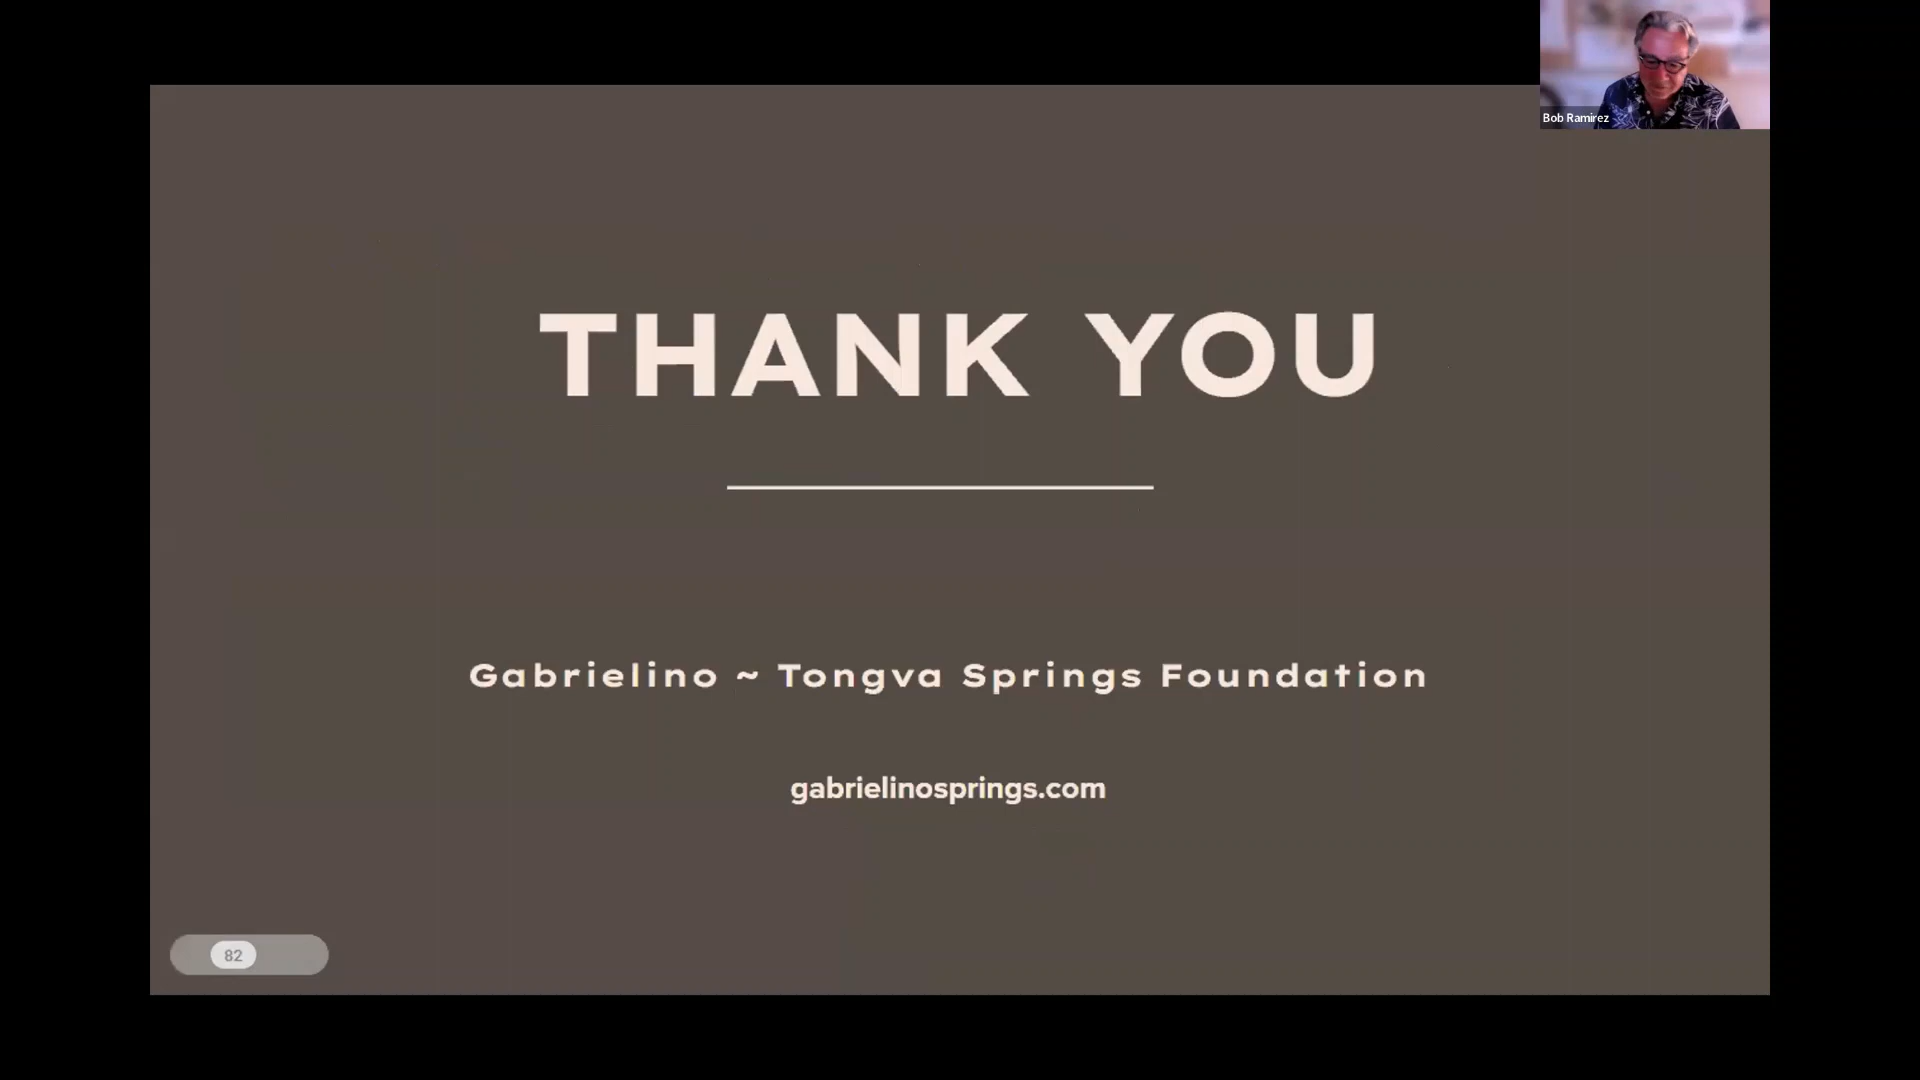 Bob Ramirez
THANK YOU
Gabrielino ~ Tongva Springs Foundation
gabrielinosprings.com
82